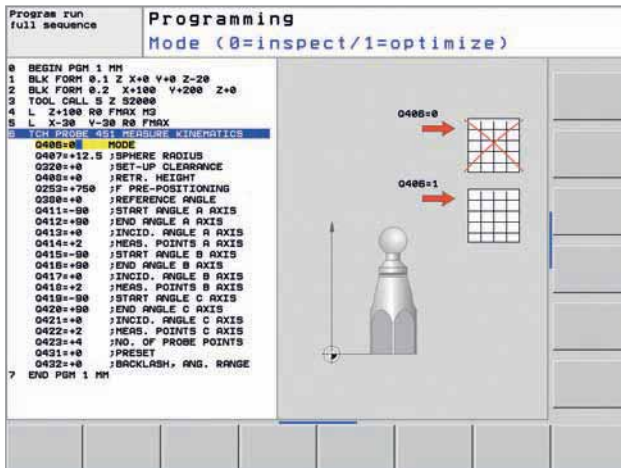 Program run
full sequence
Programming
Mode (0=inspect/1=optimize)
0 BEGIN PGM 1 MM
1 BLK FORM 0.1 Z X+0 Y+0 Z-20
2 BLK FORM 0.2 X+100 Y+200 Z+0
3 TOOL CALL 5 Z S2000
4 L Z+100 R0 FMAX M3
5 L X-30 Y-30 R0 FMAX
6 TCH PROBE 451 MEASURE KINEMATICS
Q406=0 MODE
Q407=+12.5 ;SPHERE RADIUS
Q320=+0 ;SET-UP CLEARANCE
Q408=+0 ;RETR. HEIGHT
Q253=+750 ;F PRE-POSITIONING
Q380=+0 ;REFERENCE ANGLE
Q411=-90 ;START ANGLE A AXIS
Q412=+90 ;END ANGLE A AXIS
Q413=+0 ;INCID. ANGLE A AXIS
Q414=+2 ;MEAS. POINTS A AXIS
Q415=-90 ;START ANGLE B AXIS
Q416=+90 ;END ANGLE B AXIS
Q417=+0 ;INCID. ANGLE B AXIS
Q418=+2 ;MEAS. POINTS B AXIS
Q419=-90 ;START ANGLE C AXIS
Q420=+90 ;END ANGLE C AXIS
Q421=+0 ;INCID. ANGLE C AXIS
Q422=+2 ;MEAS. POINTS C AXIS
Q423=+4 ;NO. OF PROBE POINTS
Q431=+0 ;PRESET
Q432=+0 ;BACKLASH, ANG. RANGE
7 END PGM 1 MM
Q406=0
Q406=1